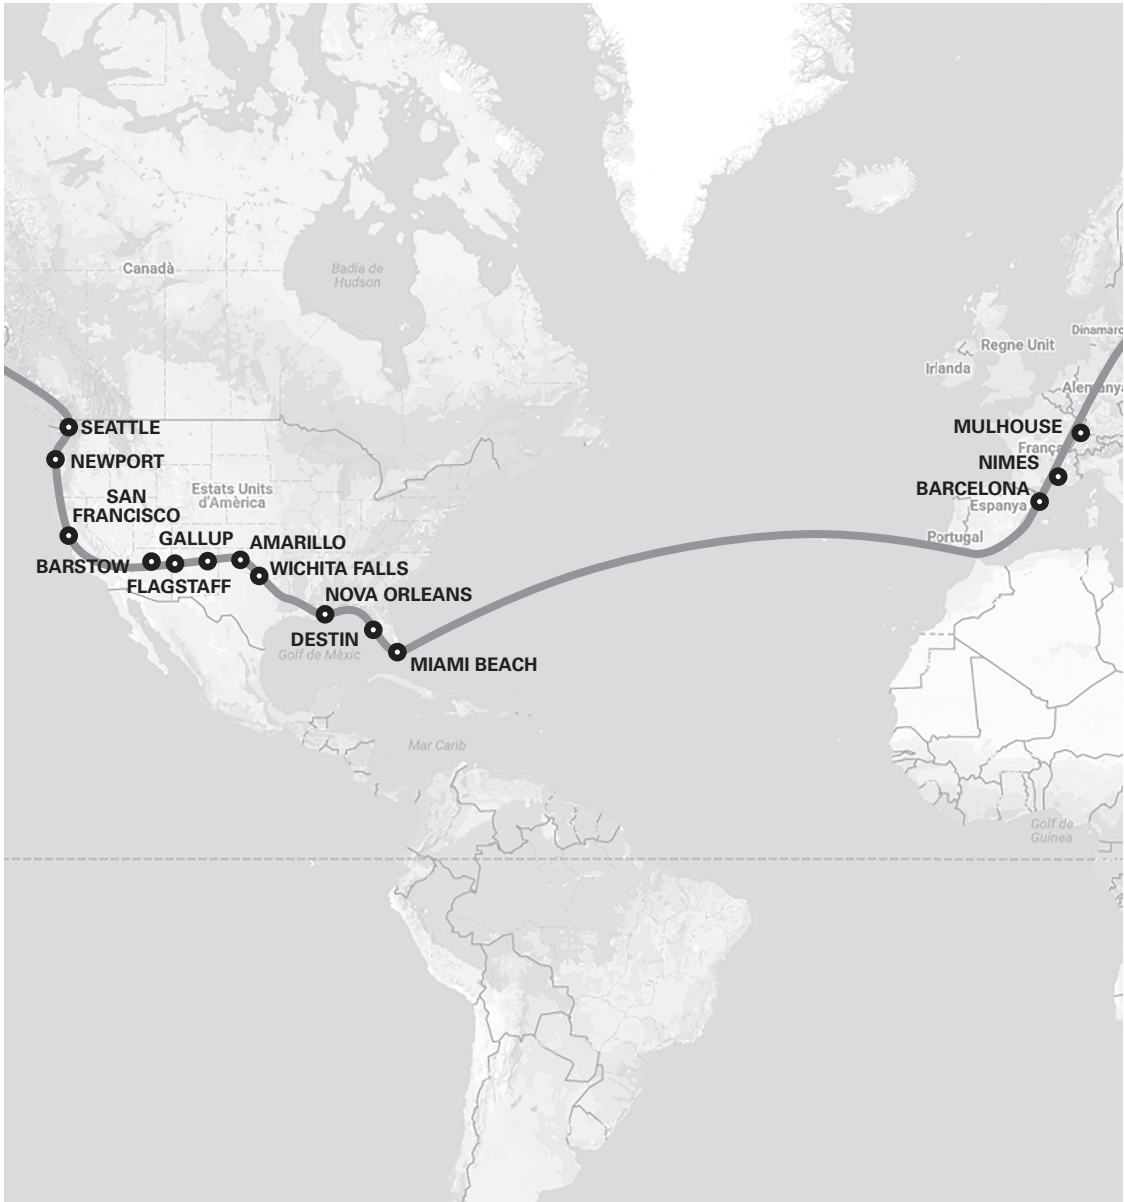 Canadà
Badia de
Hudson
Regne Unit
Dinamarc
Irlanda
Alemanya
SEATTLE
MULHOUSE
França
NEWPORT
NIMES
Estats Units
d'Amèrica
BARCELONA
Espanya
SAN
FRANCISCO
Portugal
GALLUP
AMARILLO
BARSTOW
WICHITA FALLS
FLAGSTAFF
NOVA ORLEANS
DESTIN
Golf de Mèxic
MIAMI BEACH
Mar Carib
Golf de
Guinea